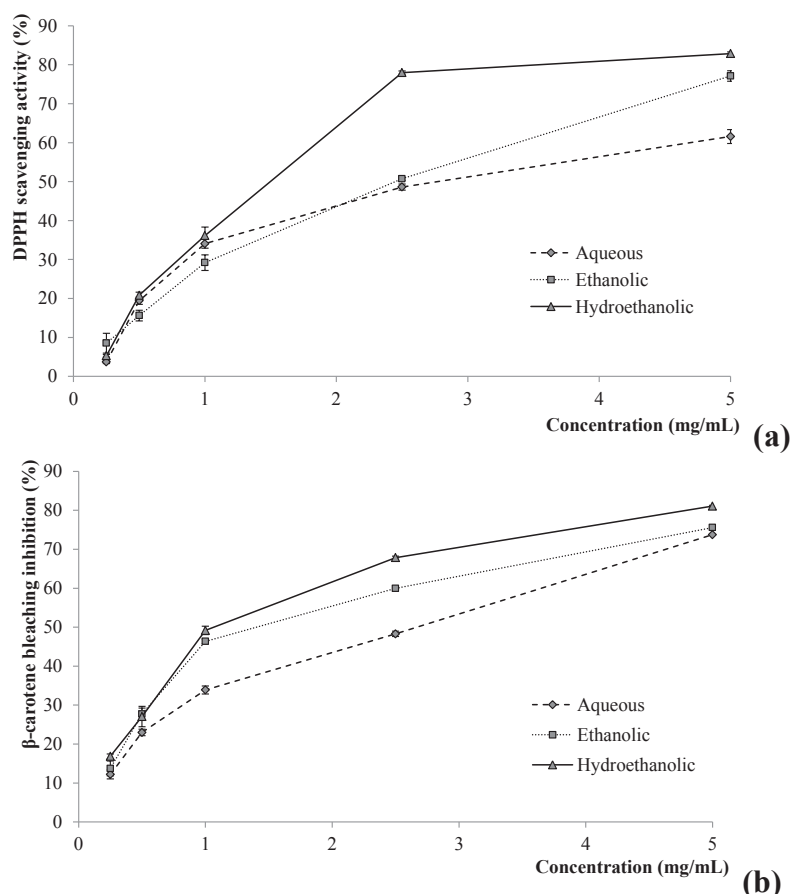 DPPH scavenging activity (%)
90
80
70
60
50
40
30
20
10
0
0
1
2
3
4
5
Aqueous
Ethanolic
Hydroethanolic
Concentration (mg/mL)
(a)
β-carotene bleaching inhibition (%)
90
80
70
60
50
40
30
20
10
0
0
1
2
3
4
5
Aqueous
Ethanolic
Hydroethanolic
Concentration (mg/mL)
(b)